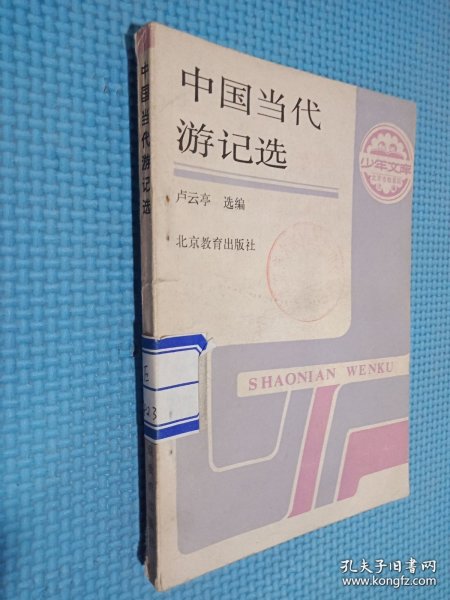 中国当代游记选
中国当代
游记选
卢云亭 选编
北京教育出版社
少年文库
SHAONIAN WENKU
孔夫子旧书网
www.kongfz.com